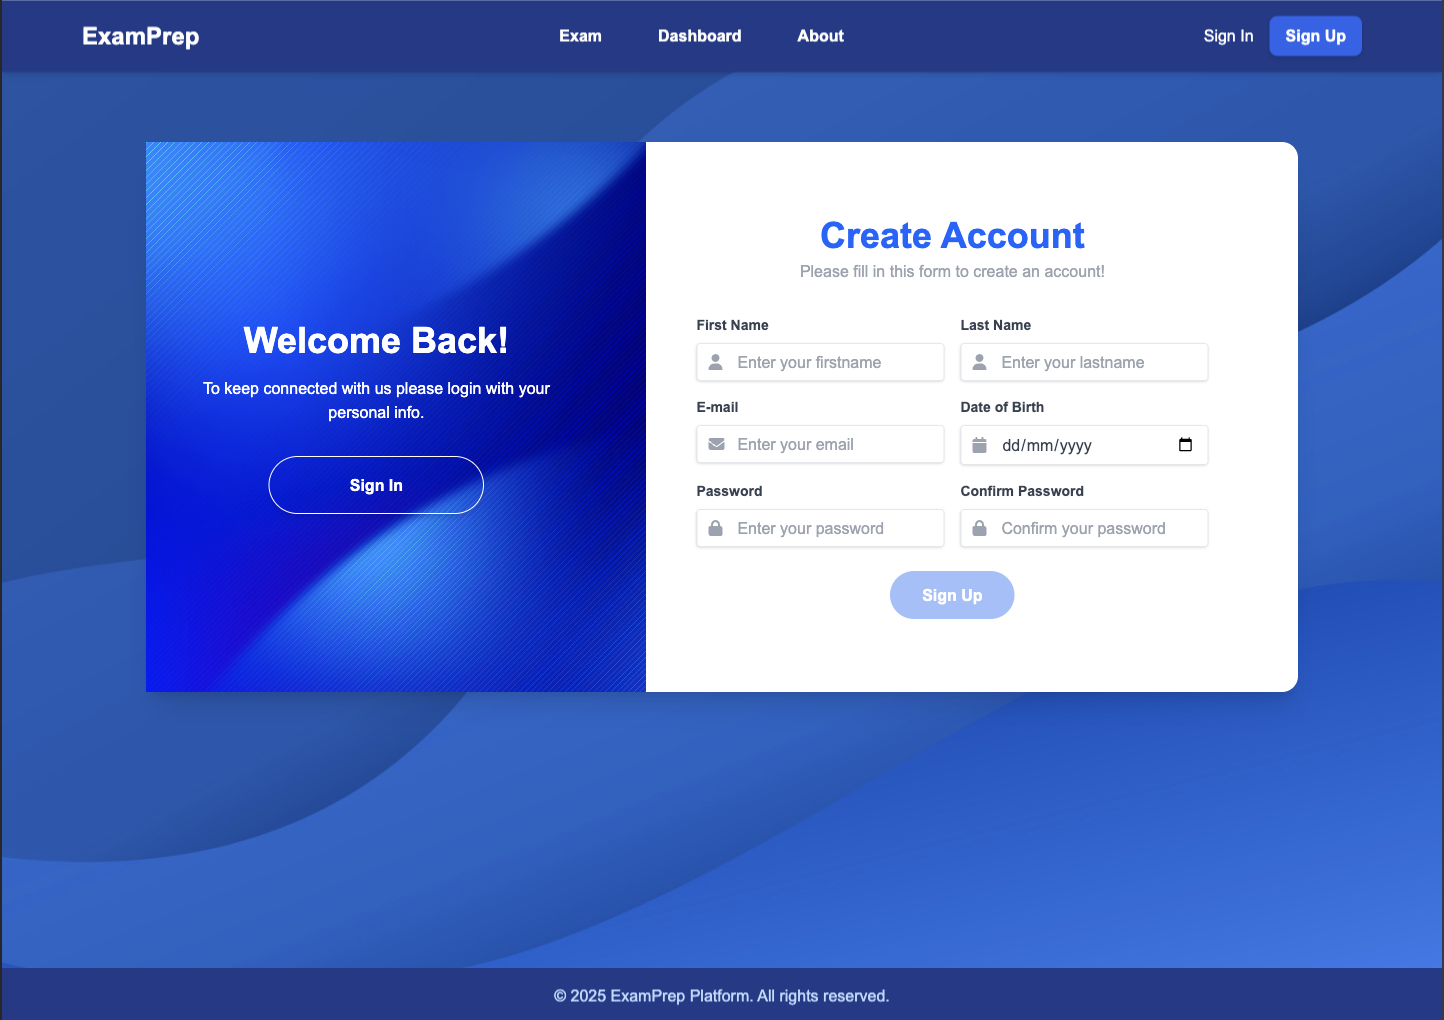 ExamPrep
Exam
Dashboard
About
Sign In
Sign Up
Welcome Back!
To keep connected with us please login with your
personal info.
Sign In
Create Account
Please fill in this form to create an account!
First Name
Last Name
Enter your firstname
Enter your lastname
E-mail
Date of Birth
Enter your email
dd/mm/yyyy
Password
Confirm Password
Enter your password
Confirm your password
Sign Up
© 2025 ExamPrep Platform. All rights reserved.